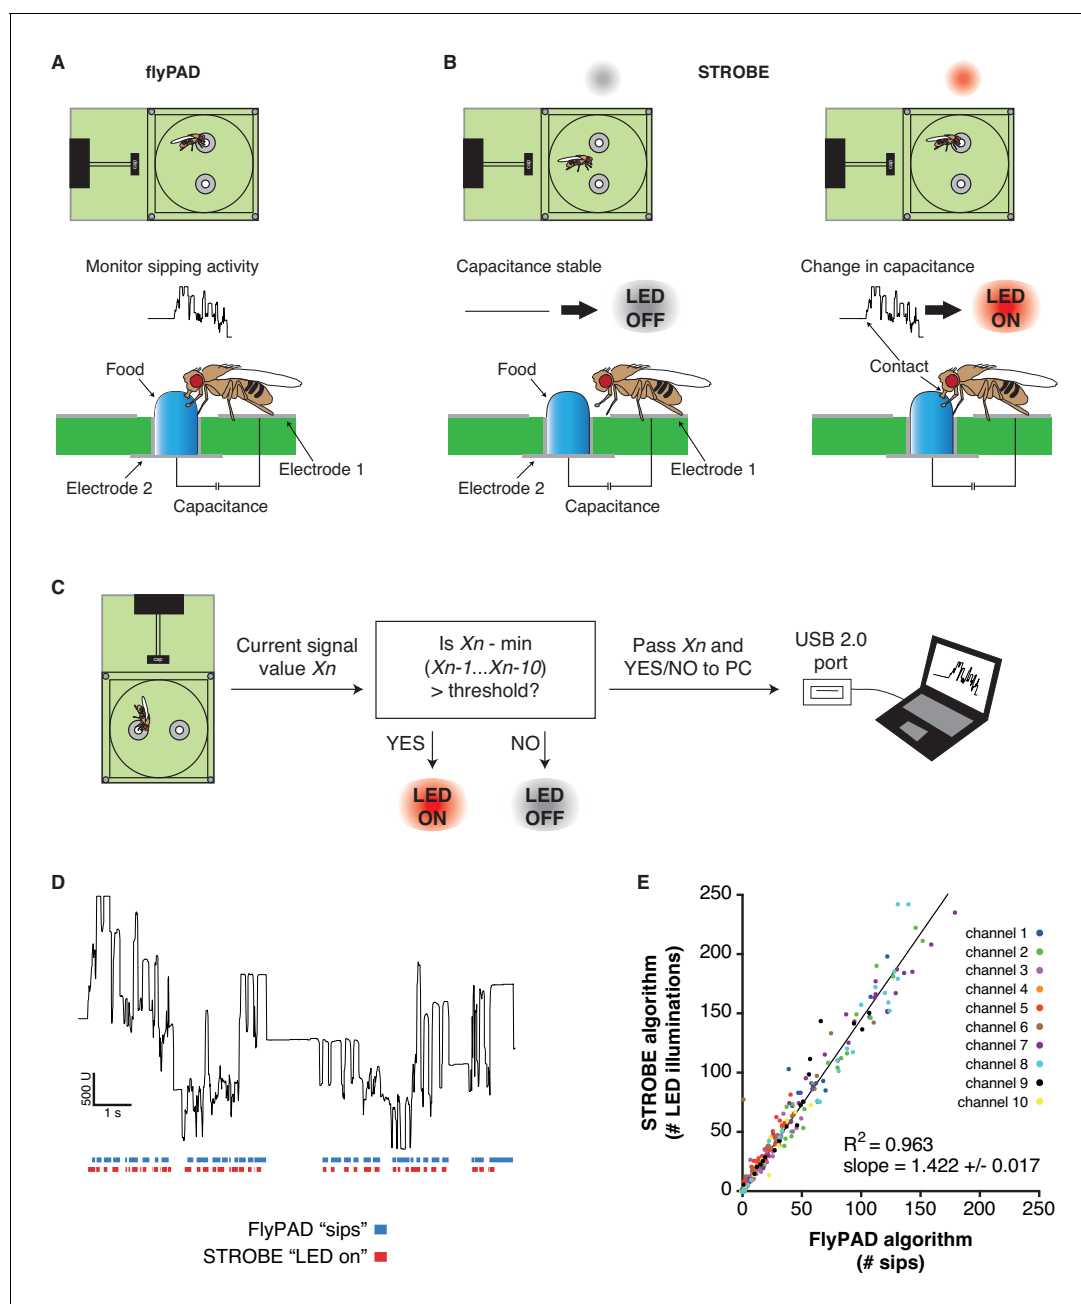 A
flyPAD
cap
Monitor sipping activity
Food
Electrode 1
Electrode 2
Capacitance
B
STROBE
cap
cap
Capacitance stable
LED
OFF
Change in capacitance
LED
ON
Food
Contact
Electrode 1
Electrode 2
Capacitance
C
cap
Current signal
value Xn
Is Xn - min
(Xn-1...Xn-10)
> threshold?
Pass Xn and
YES/NO to PC
USB 2.0
port
YES
NO
LED
ON
LED
OFF
D
500 U
1 s
FlyPAD “sips”
STROBE “LED on”
E
STROBE algorithm
(# LED illuminations)
250
200
150
100
50
0
0
50
100
150
200
250
channel 1
channel 2
channel 3
channel 4
channel 5
channel 6
channel 7
channel 8
channel 9
channel 10
R² = 0.963
slope = 1.422 +/- 0.017
FlyPAD algorithm
(# sips)